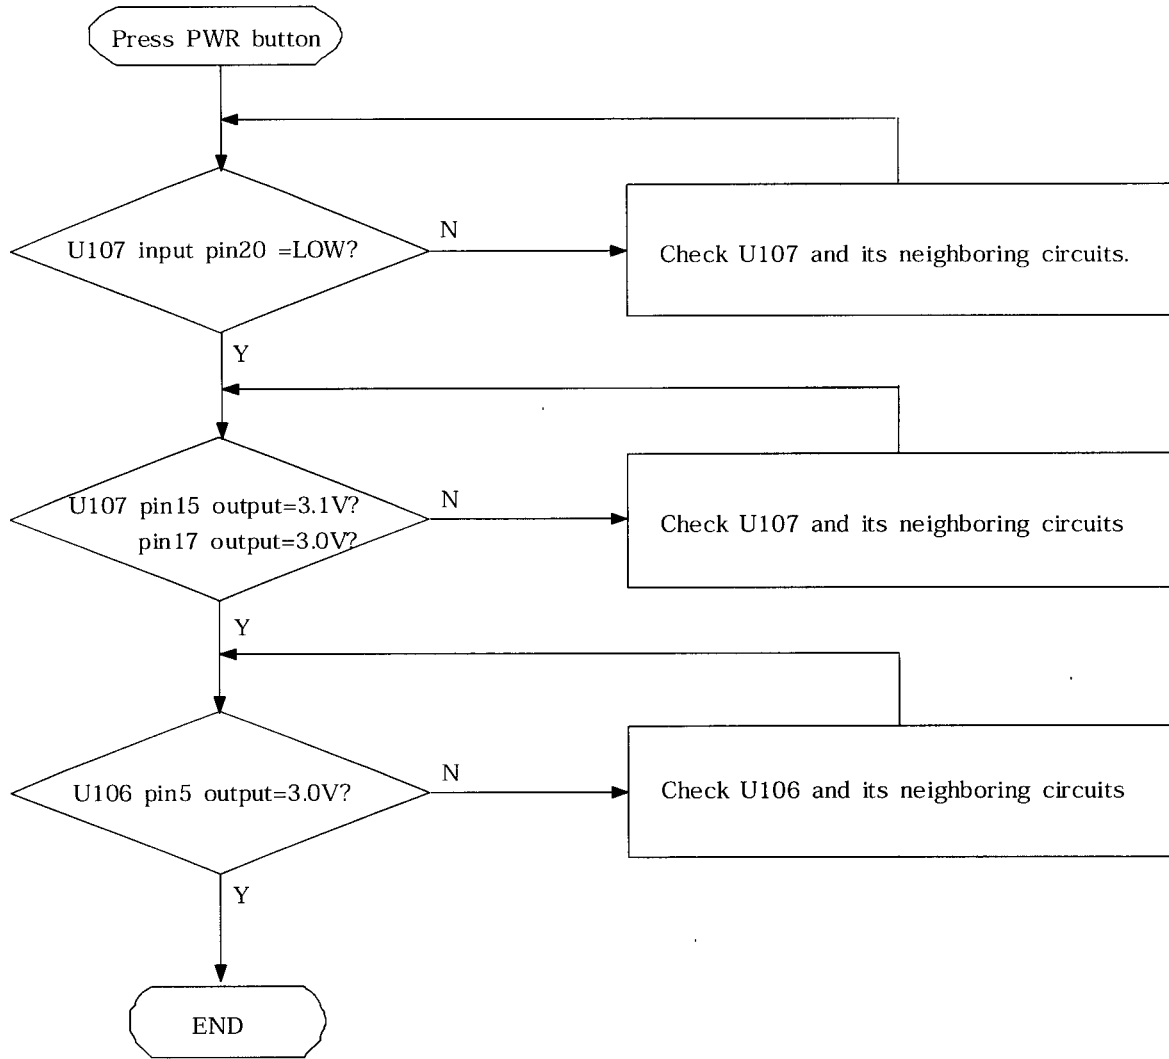 Press PWR button
U107 input pin20 =LOW?
N
Check U107 and its neighboring circuits.
Y
U107 pin15 output=3.1V?
pin17 output=3.0V?
N
Check U107 and its neighboring circuits
Y
U106 pin5 output=3.0V?
N
Check U106 and its neighboring circuits
Y
END